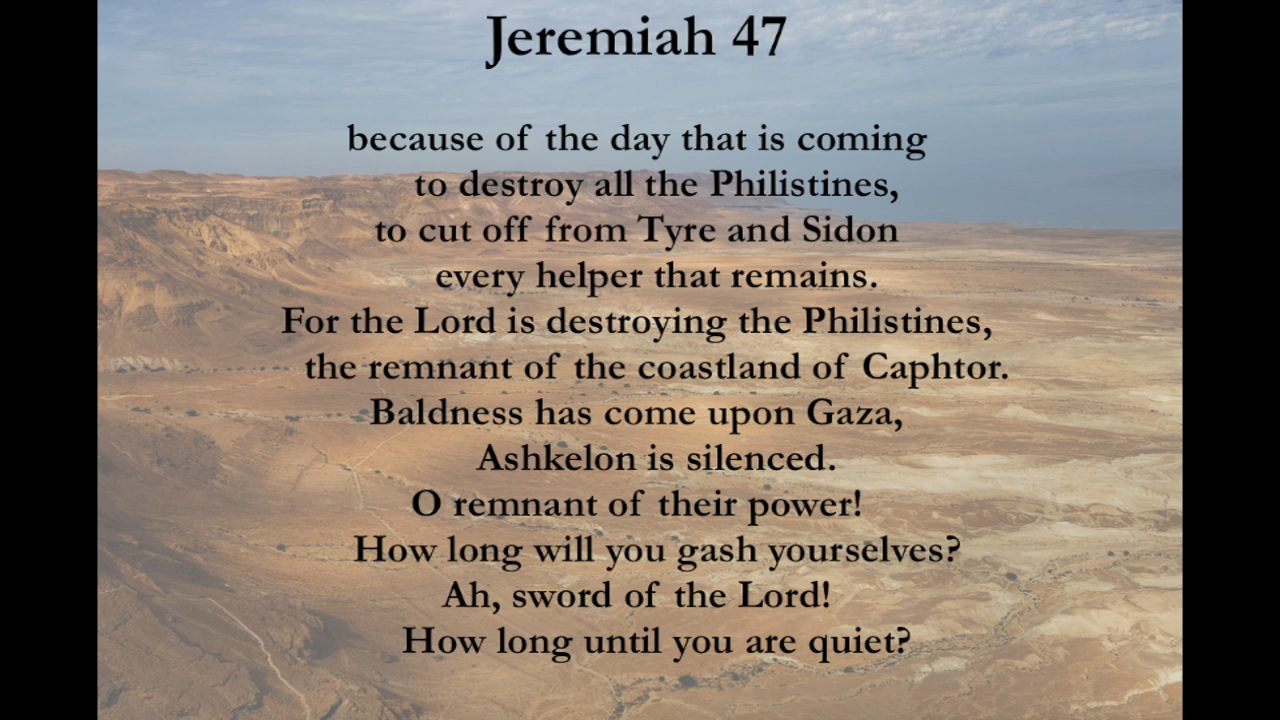 Jeremiah 47
because of the day that is coming
to destroy all the Philistines,
to cut off from Tyre and Sidon
every helper that remains.
For the Lord is destroying the Philistines,
the remnant of the coastland of Caphtor.
Baldness has come upon Gaza,
Ashkelon is silenced.
O remnant of their power!
How long will you gash yourselves?
Ah, sword of the Lord!
How long until you are quiet?